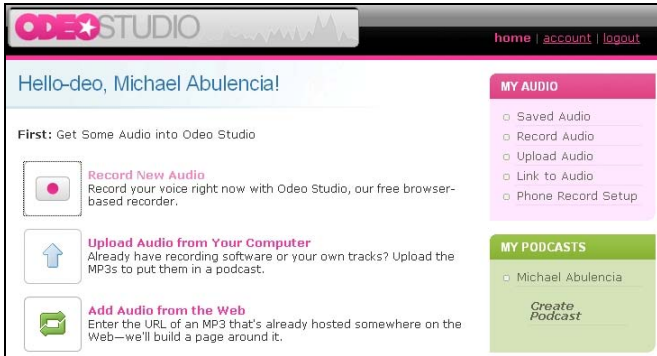 ODEOSTUDIO
home | account | logout
Hello-deo, Michael Abulencia!
First: Get Some Audio into Odeo Studio
Record New Audio
Record your voice right now with Odeo Studio, our free browser-
based recorder.
Upload Audio from Your Computer
Already have recording software or your own tracks? Upload the
MP3s to put them in a podcast.
Add Audio from the Web
Enter the URL of an MP3 that's already hosted somewhere on the
Web—we'll build a page around it.
MY AUDIO
Saved Audio
Record Audio
Upload Audio
Link to Audio
Phone Record Setup
MY PODCASTS
Michael Abulencia
Create
Podcast